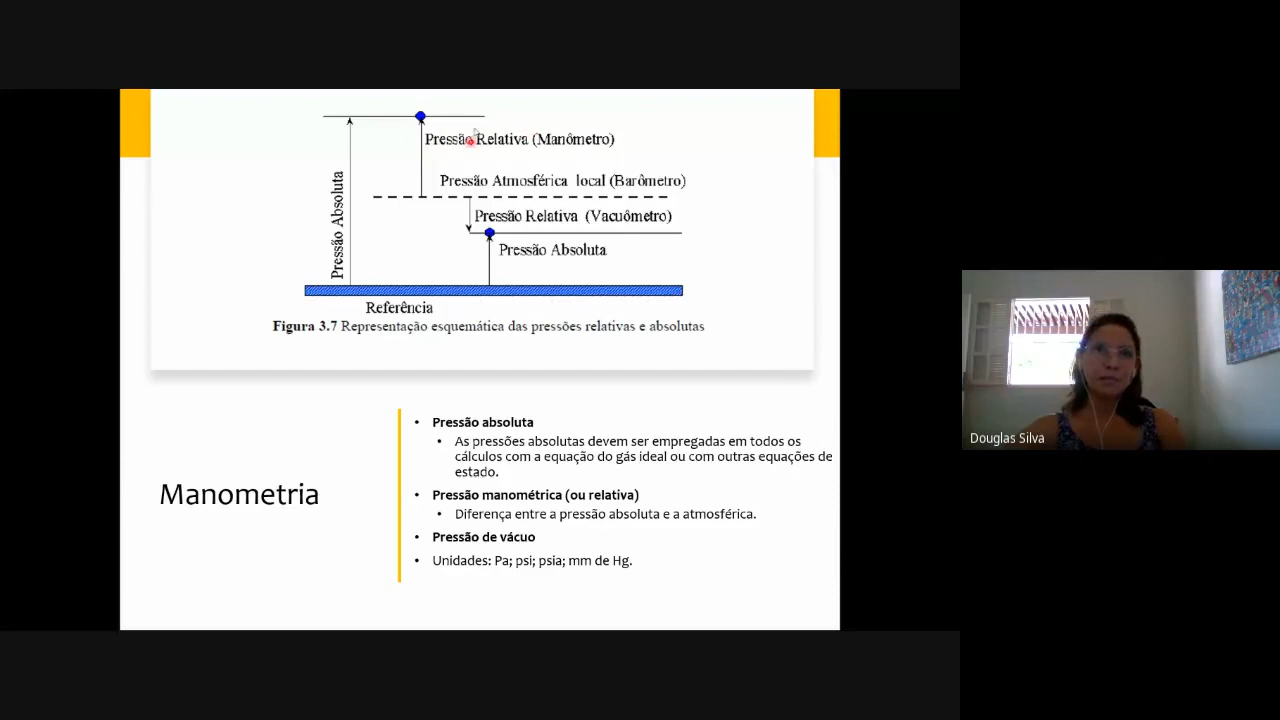 Pressão Relativa (Manômetro)
Pressão Atmosférica local (Barômetro)
Pressão Absoluta
Pressão Relativa (Vacuômetro)
Pressão Absoluta
Referência
Figura 3.7 Representação esquemática das pressões relativas e absolutas
Manometria
• Pressão absoluta
• As pressões absolutas devem ser empregadas em todos os
cálculos com a equação do gás ideal ou com outras equações de
estado.
• Pressão manométrica (ou relativa)
• Diferença entre a pressão absoluta e a atmosférica.
• Pressão de vácuo
• Unidades: Pa; psi; psia; mm de Hg.
Douglas Silva